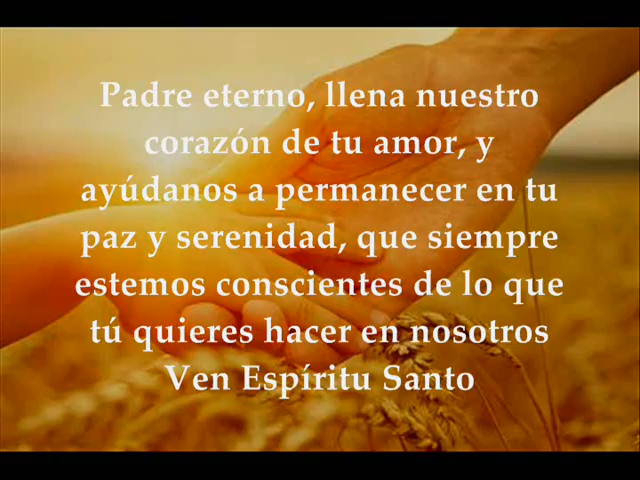 Padre eterno, llena nuestro
corazón de tu amor, y
ayúdanos a permanecer en tu
paz y serenidad, que siempre
estemos conscientes de lo que
tú quieres hacer en nosotros
Ven Espíritu Santo